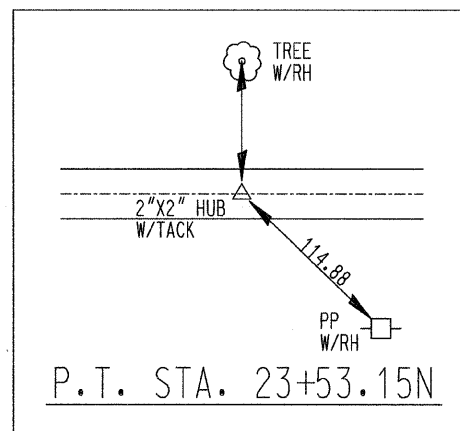 TREE
W/RH
2"X2" HUB
W/TACK
114.88
PP
W/RH
P.T. STA. 23+53.15N